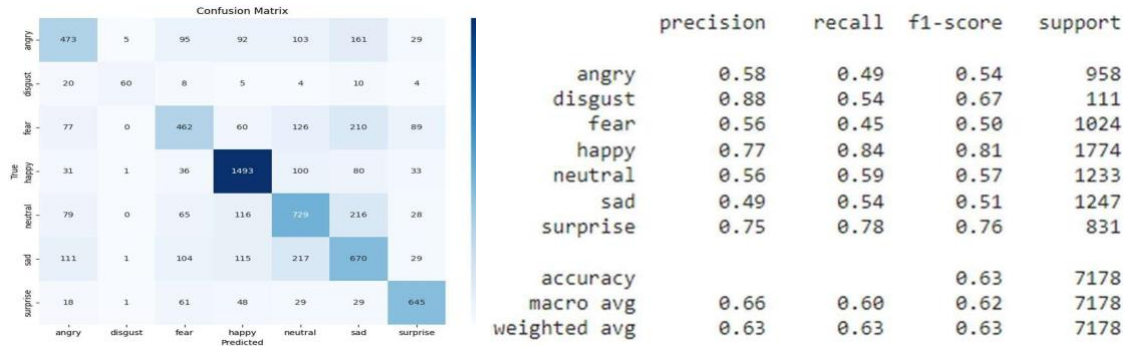 Confusion Matrix
angry 473 5 95 92 103 161 29
disgust 20 60 8 5 4 10 4
fear 77 0 462 60 126 210 89
happy 31 1 36 1493 100 80 33
neutral 79 0 65 116 729 216 28
sad 111 1 104 115 217 670 29
surprise 18 1 61 48 29 29 645
True
angry disgust fear happy neutral sad surprise
Predicted
precision recall f1-score support
angry 0.58 0.49 0.54 958
disgust 0.88 0.54 0.67 111
fear 0.56 0.45 0.50 1024
happy 0.77 0.84 0.81 1774
neutral 0.56 0.59 0.57 1233
sad 0.49 0.54 0.51 1247
surprise 0.75 0.78 0.76 831
accuracy 0.63 7178
macro avg 0.66 0.60 0.62 7178
weighted avg 0.63 0.63 0.63 7178